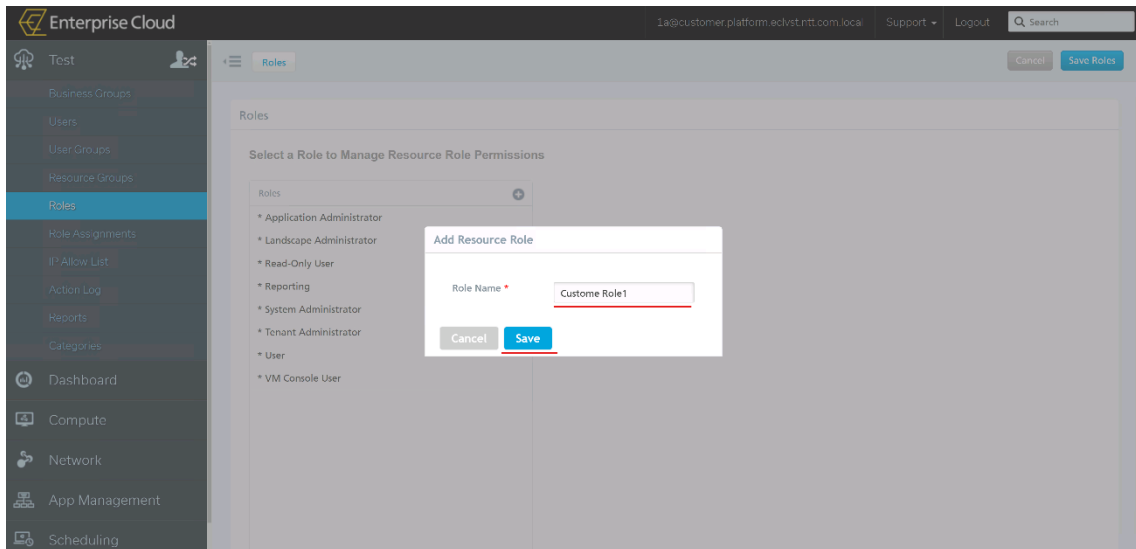 Enterprise Cloud
1a@customer.platform.eclvst.ntt.com.local
Support
Logout
Search
Test
Roles
Cancel
Save Roles
Business Groups
Users
User Groups
Resource Groups
Roles
Role Assignments
IP Allow List
Action Log
Reports
Categories
Dashboard
Compute
Network
App Management
Scheduling
Roles
Select a Role to Manage Resource Role Permissions
Roles
* Application Administrator
* Landscape Administrator
* Read-Only User
* Reporting
* System Administrator
* Tenant Administrator
* User
* VM Console User
Add Resource Role
Role Name *
Custome Role1
Cancel
Save